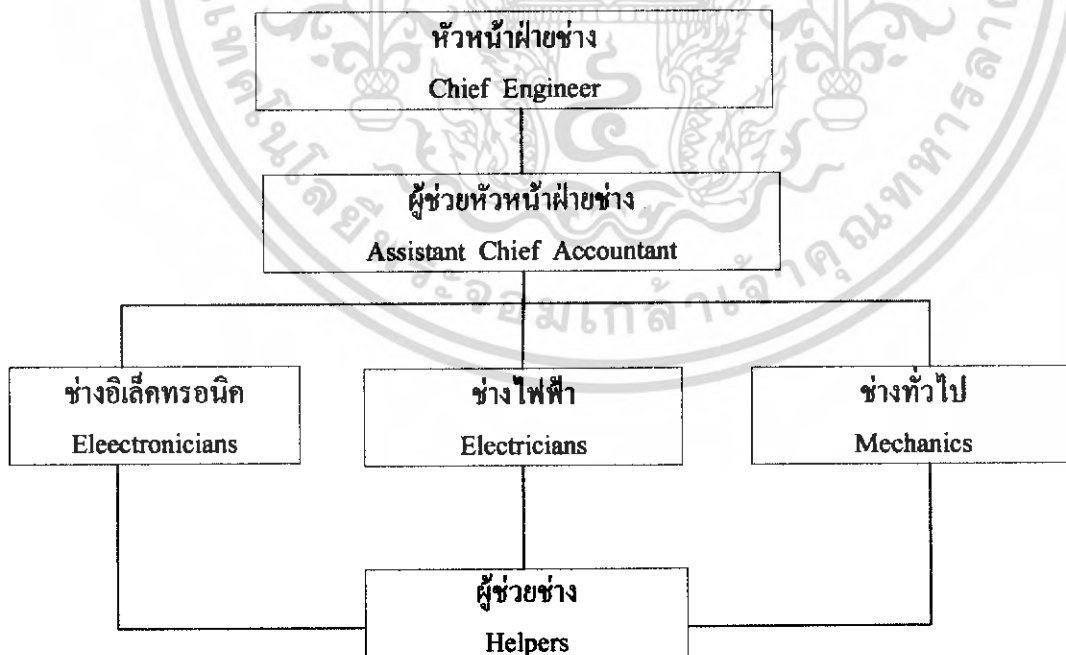 หัวหน้าฝ่ายช่าง
Chief Engineer
ผู้ช่วยหัวหน้าฝ่ายช่าง
Assistant Chief Accountant
ช่างอิเล็คทรอนิค
Eleectronicians
ช่างไฟฟ้า
Electricians
ช่างทั่วไป
Mechanics
ผู้ช่วยช่าง
Helpers